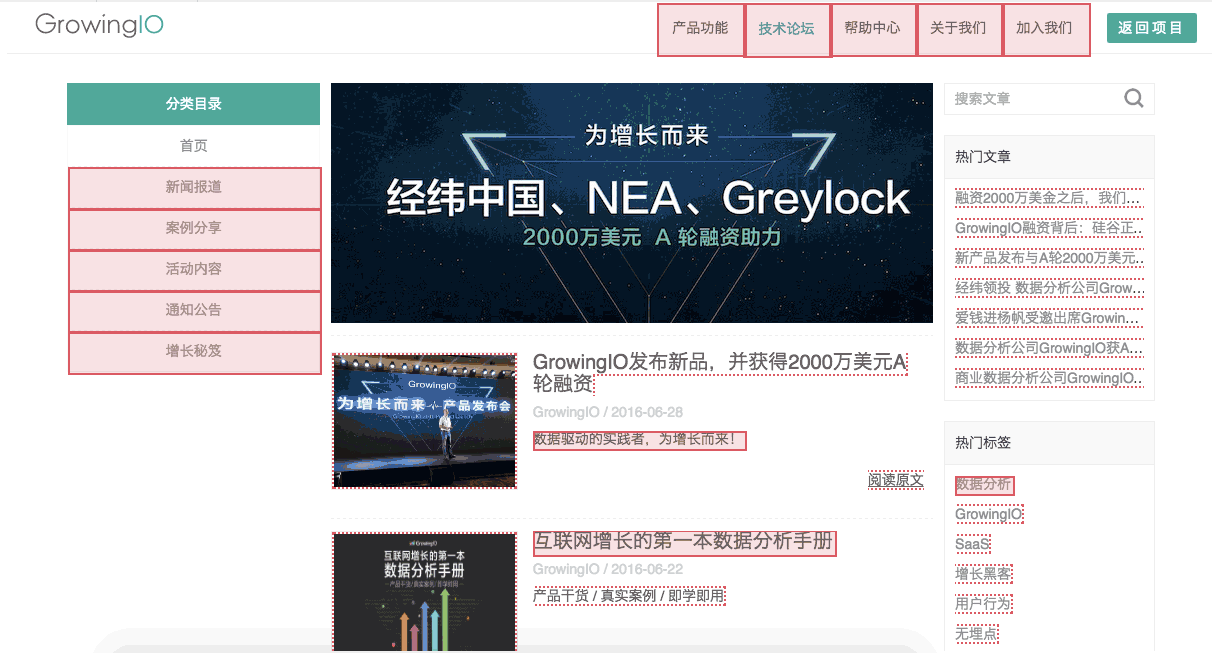 GrowingIO
产品功能 技术论坛 帮助中心 关于我们 加入我们 返回项目
分类目录
首页
新闻报道
案例分享
活动内容
通知公告
增长秘笈
为增长而来
经纬中国、NEA、Greylock
2000万美元 A 轮融资助力
GrowingIO
为增长而来 产品发布会
GrowingIO发布新品，并获得2000万美元A
轮融资
GrowingIO / 2016-06-28
数据驱动的实践者，为增长而来！
阅读原文
GrowingIO
互联网增长的第一本
数据分析手册
产品干货/真实案例/即学即用
互联网增长的第一本数据分析手册
GrowingIO / 2016-06-22
产品干货 / 真实案例 / 即学即用
搜索文章
热门文章
融资2000万美金之后，我们...
GrowingIO融资背后：硅谷正..
新产品发布与A轮2000万美元..
经纬领投 数据分析公司Grow...
爱钱进杨帆受邀出席Growin...
数据分析公司GrowingIO获A...
商业数据分析公司GrowingIO..
热门标签
数据分析
GrowingIO
SaaS
增长黑客
用户行为
无埋点